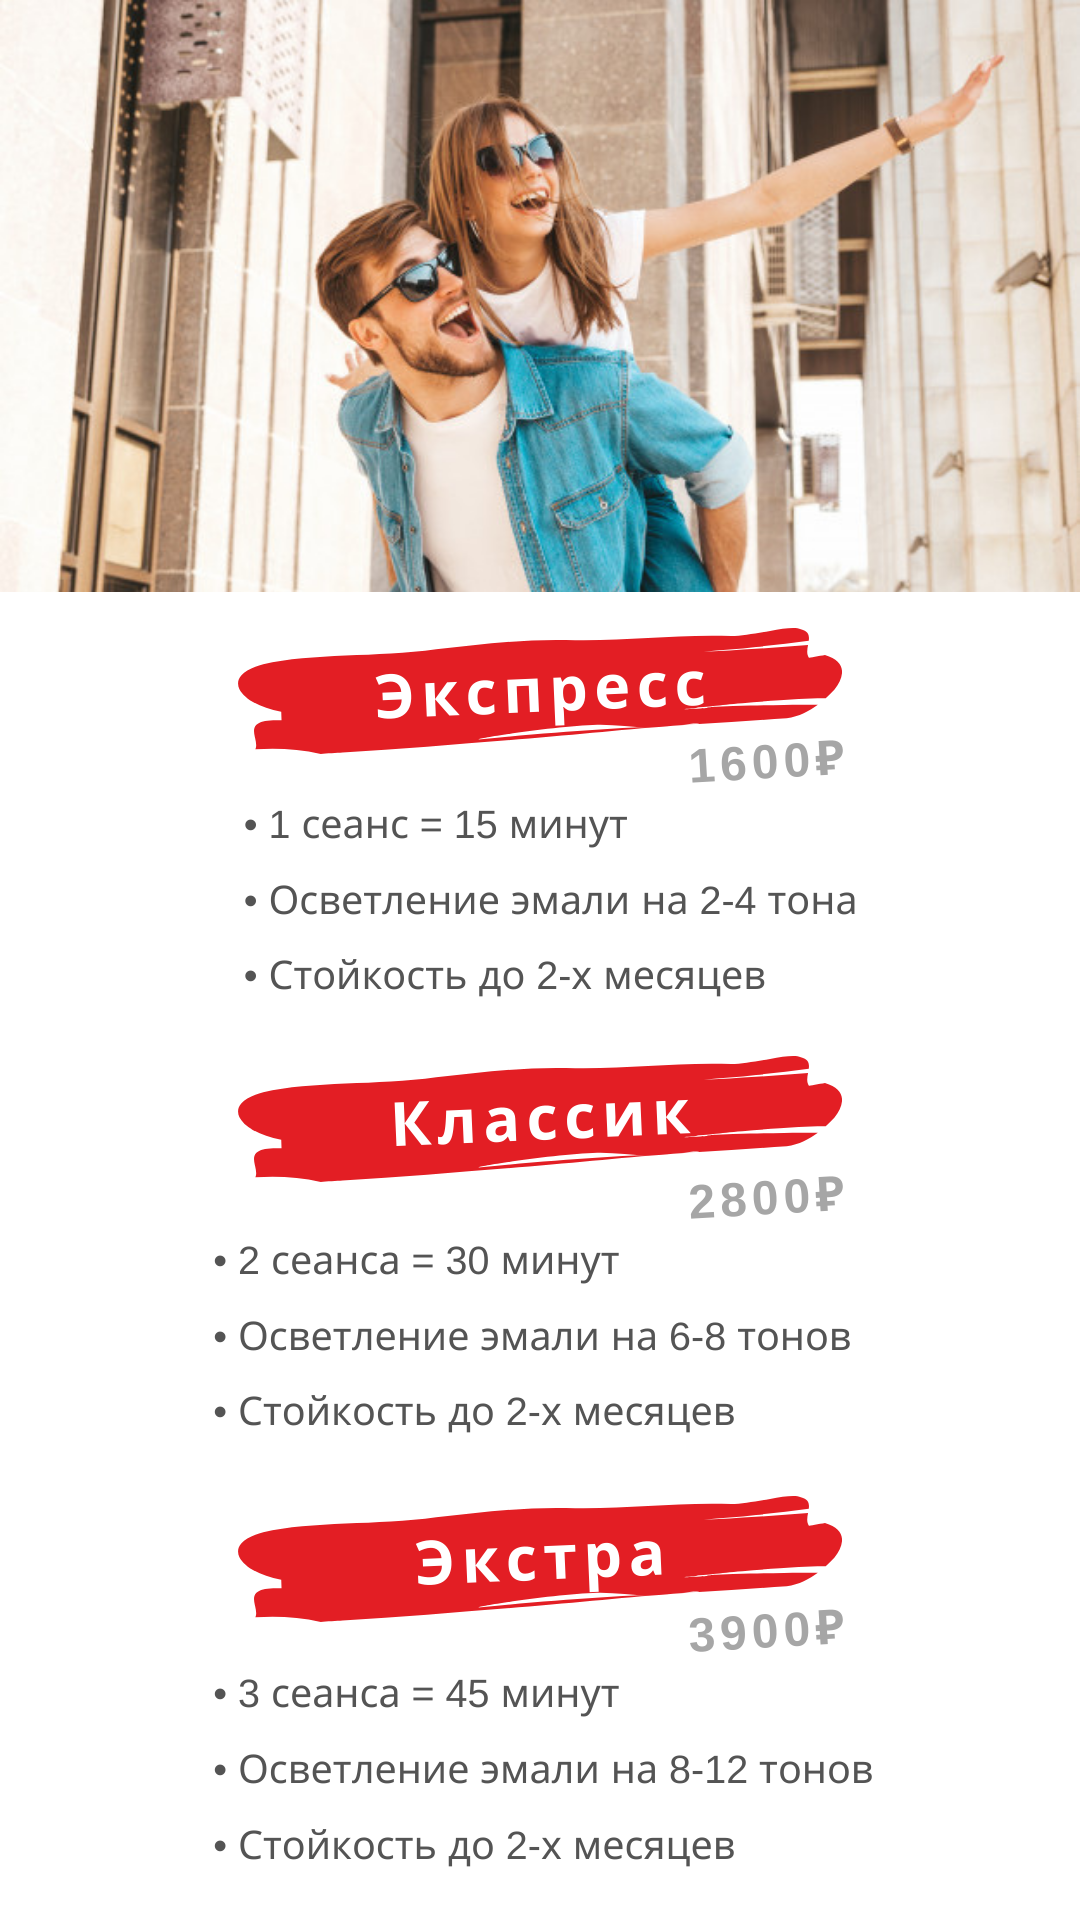 Экспресс
1600₽
• 1 сеанс = 15 минут
• Осветление эмали на 2-4 тона
• Стойкость до 2-х месяцев
Классик
2800₽
• 2 сеанса = 30 минут
• Осветление эмали на 6-8 тонов
• Стойкость до 2-х месяцев
Экстра
3900₽
• 3 сеанса = 45 минут
• Осветление эмали на 8-12 тонов
• Стойкость до 2-х месяцев